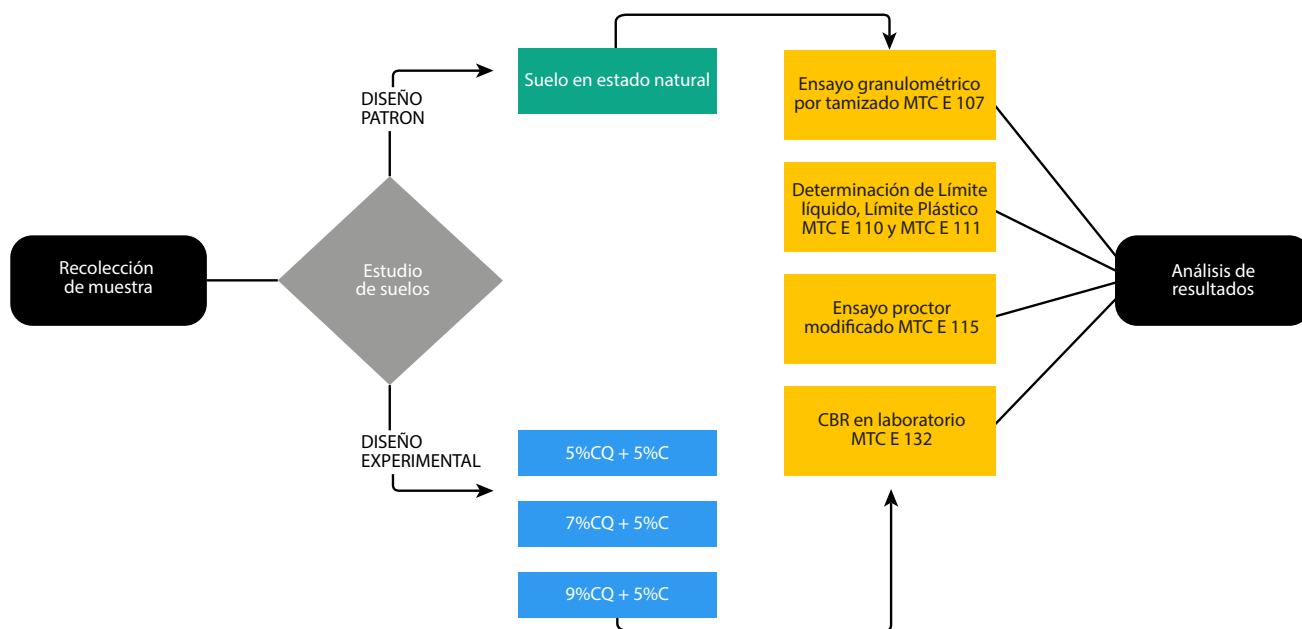 Recolección
de muestra
Estudio
de suelos
DISEÑO
PATRON
Suelo en estado natural
DISEÑO
EXPERIMENTAL
5%CQ + 5%C
7%CQ + 5%C
9%CQ + 5%C
Ensayo granulométrico
por tamizado MTC E 107
Determinación de Límite
líquido, Límite Plástico
MTC E 110 y MTC E 111
Ensayo proctor
modificado MTC E 115
CBR en laboratorio
MTC E 132
Análisis de
resultados